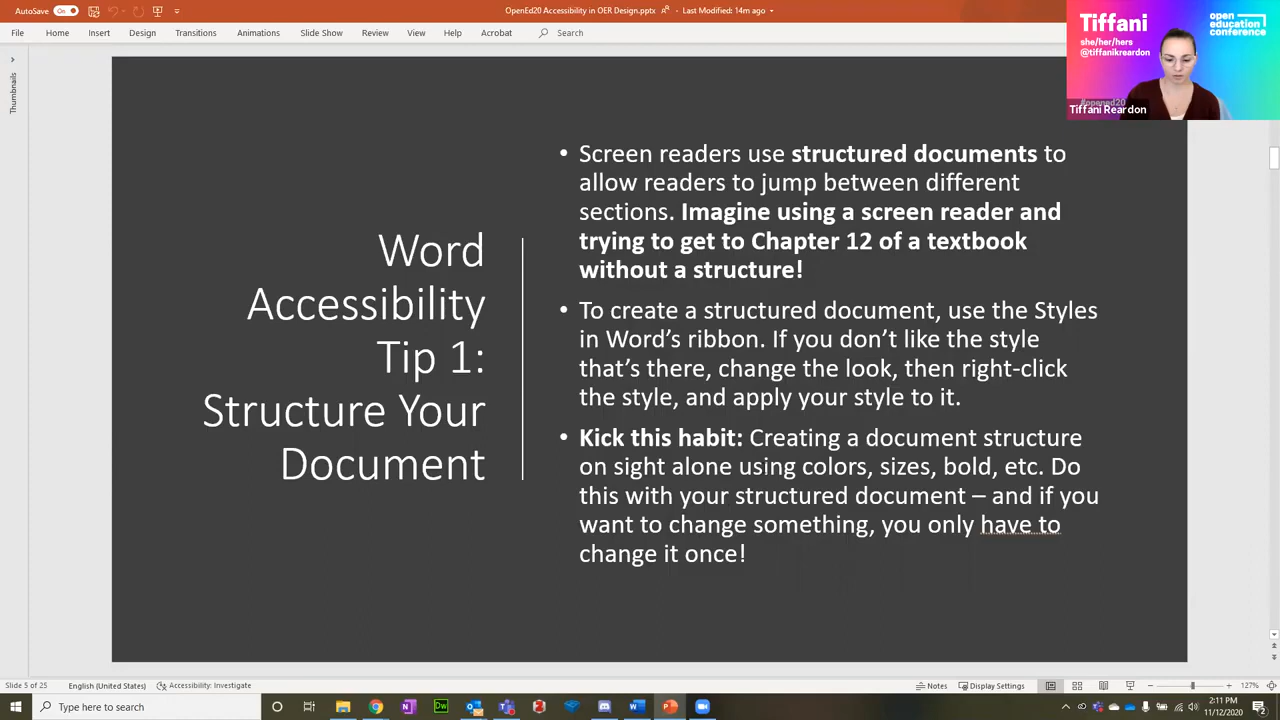 AutoSave
On
OpenEd20 Accessibility in OER Design.pptx
Last Modified: 14m ago
File
Home
Insert
Design
Transitions
Animations
Slide Show
Review
View
Help
Acrobat
Search
Tiffani
she/her/hers
@tiffanikreardon
open
education
conference
#opened20
Tiffani Reardon
Thumbnails
Word
Accessibility
Tip 1:
Structure Your
Document
• Screen readers use structured documents to
allow readers to jump between different
sections. Imagine using a screen reader and
trying to get to Chapter 12 of a textbook
without a structure!
• To create a structured document, use the Styles
in Word’s ribbon. If you don’t like the style
that’s there, change the look, then right-click
the style, and apply your style to it.
• Kick this habit: Creating a document structure
on sight alone using colors, sizes, bold, etc. Do
this with your structured document – and if you
want to change something, you only have to
change it once!
Slide 5 of 25
English (United States)
Accessibility: Investigate
Notes
Display Settings
127%
Type here to search
Dw
2:11 PM
11/12/2020